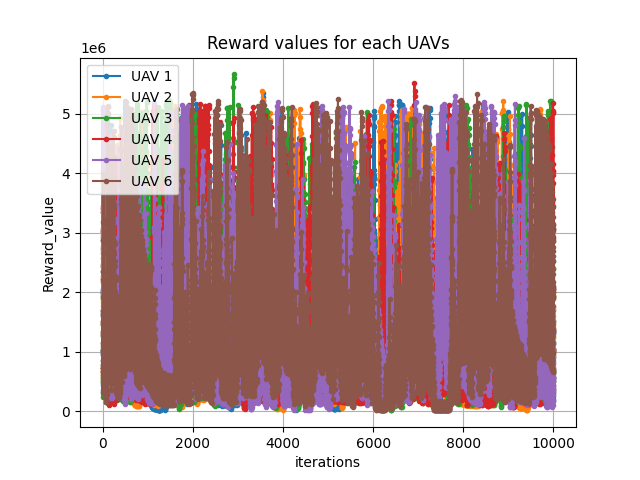 Reward values for each UAVs
1e6
UAV 1
UAV 2
UAV 3
UAV 4
UAV 5
UAV 6
5
4
3
2
1
0
Reward_value
0 2000 4000 6000 8000 10000
iterations